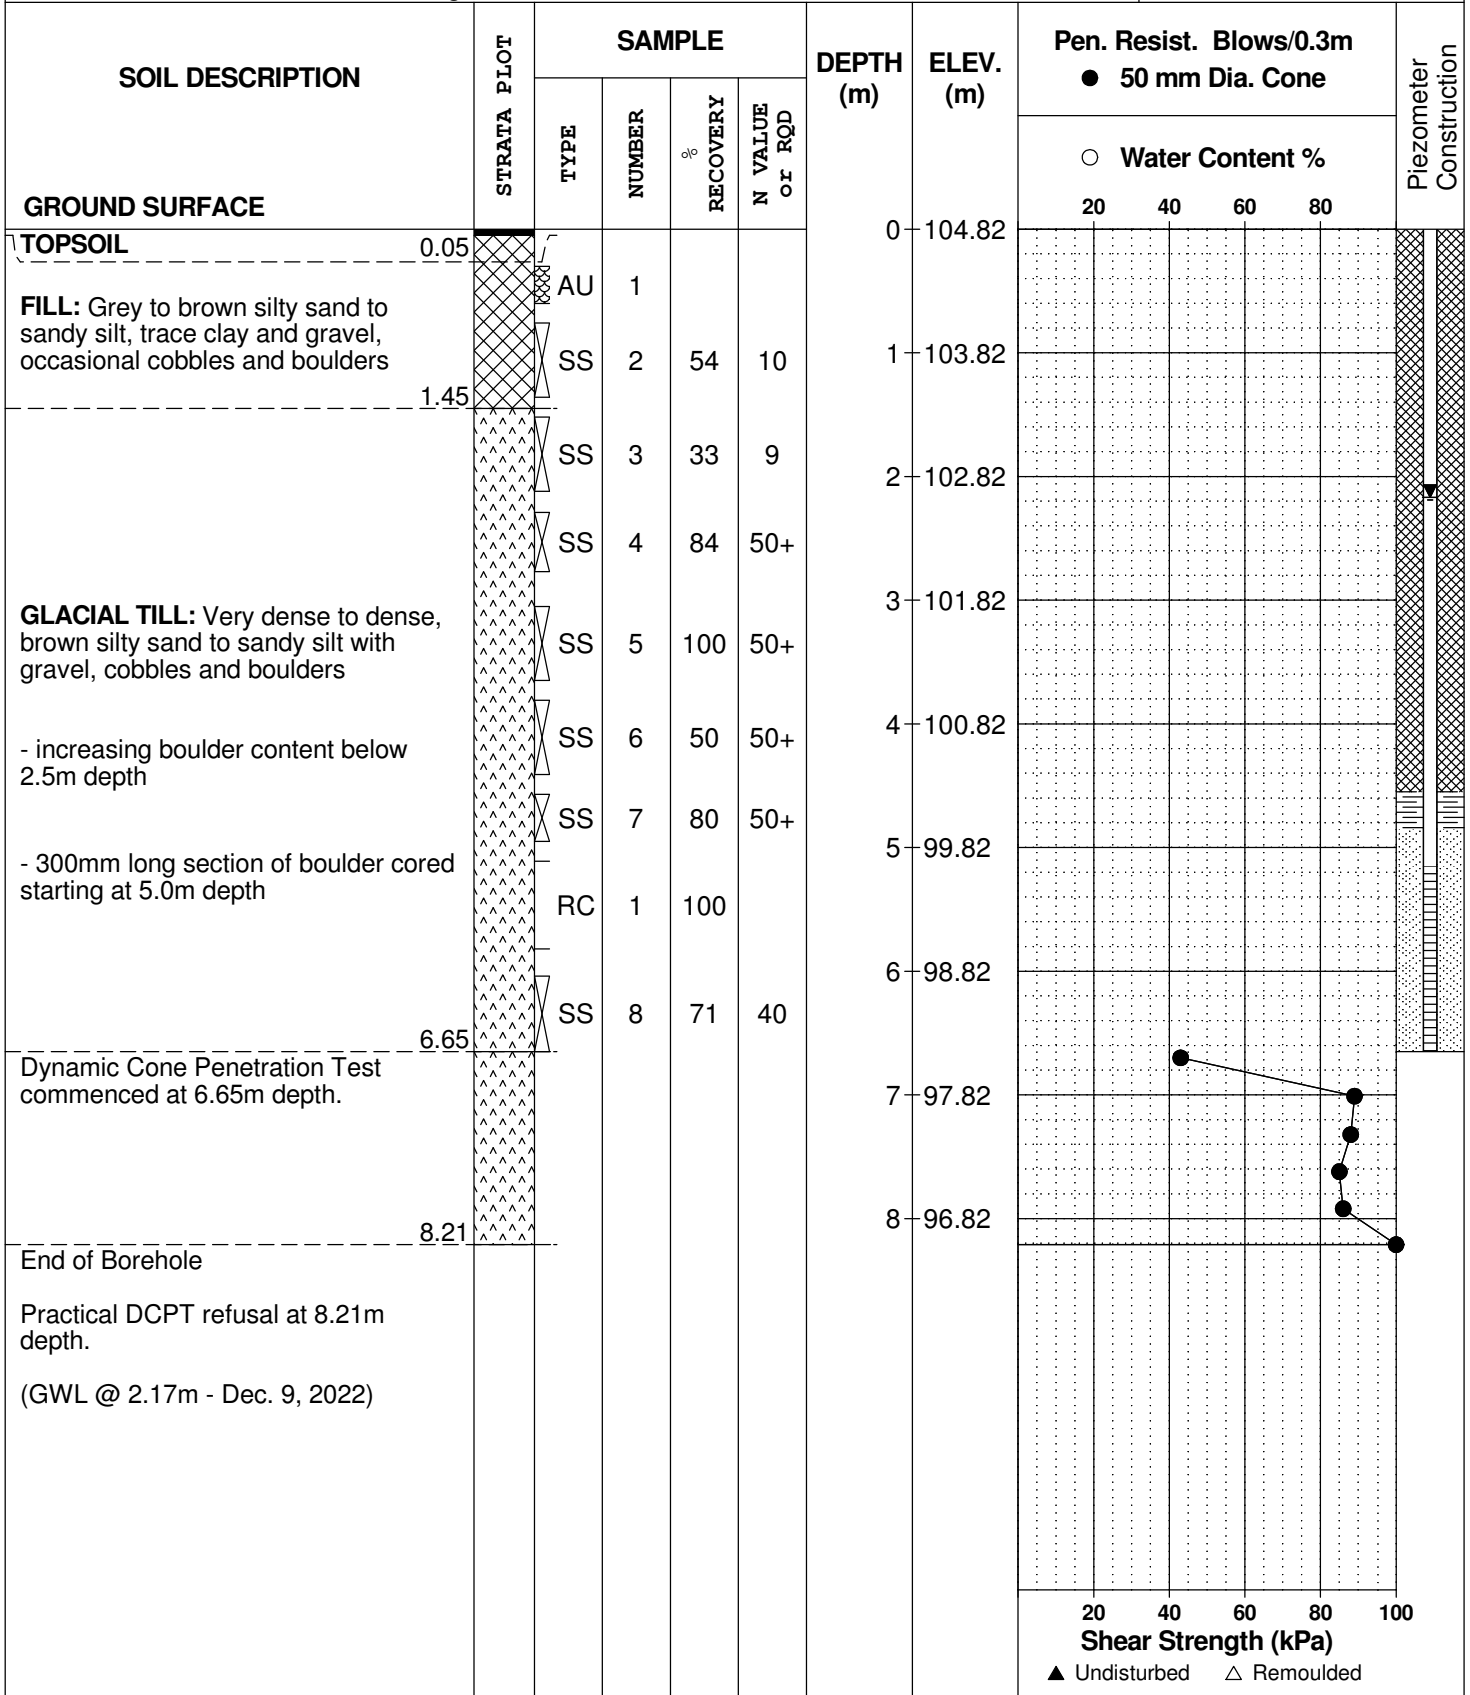 SOIL DESCRIPTION
GROUND SURFACE
STRATA PLOT
SAMPLE
TYPE
NUMBER
% RECOVERY
N VALUE or RQD
DEPTH (m)
ELEV. (m)
Pen. Resist. Blows/0.3m
● 50 mm Dia. Cone
○ Water Content %
20 40 60 80
Piezometer Construction
0 104.82
TOPSOIL 0.05
AU 1
FILL: Grey to brown silty sand to
sandy silt, trace clay and gravel,
occasional cobbles and boulders
SS 2 54 10
1 103.82
1.45
SS 3 33 9
2 102.82
SS 4 84 50+
3 101.82
GLACIAL TILL: Very dense to dense,
brown silty sand to sandy silt with
gravel, cobbles and boulders
SS 5 100 50+
4 100.82
SS 6 50 50+
- increasing boulder content below
2.5m depth
SS 7 80 50+
5 99.82
- 300mm long section of boulder cored
starting at 5.0m depth
RC 1 100
6 98.82
SS 8 71 40
6.65
Dynamic Cone Penetration Test
commenced at 6.65m depth.
7 97.82
8 96.82
8.21
End of Borehole
Practical DCPT refusal at 8.21m
depth.
(GWL @ 2.17m - Dec. 9, 2022)
20 40 60 80 100
Shear Strength (kPa)
▲ Undisturbed △ Remoulded